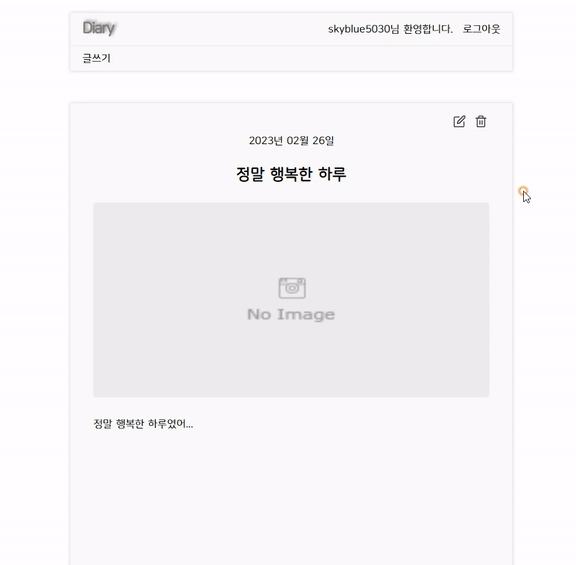 Diary
skyblue5030님 환영합니다. 로그아웃
글쓰기
2023년 02월 26일
정말 행복한 하루
No Image
정말 행복한 하루였어...